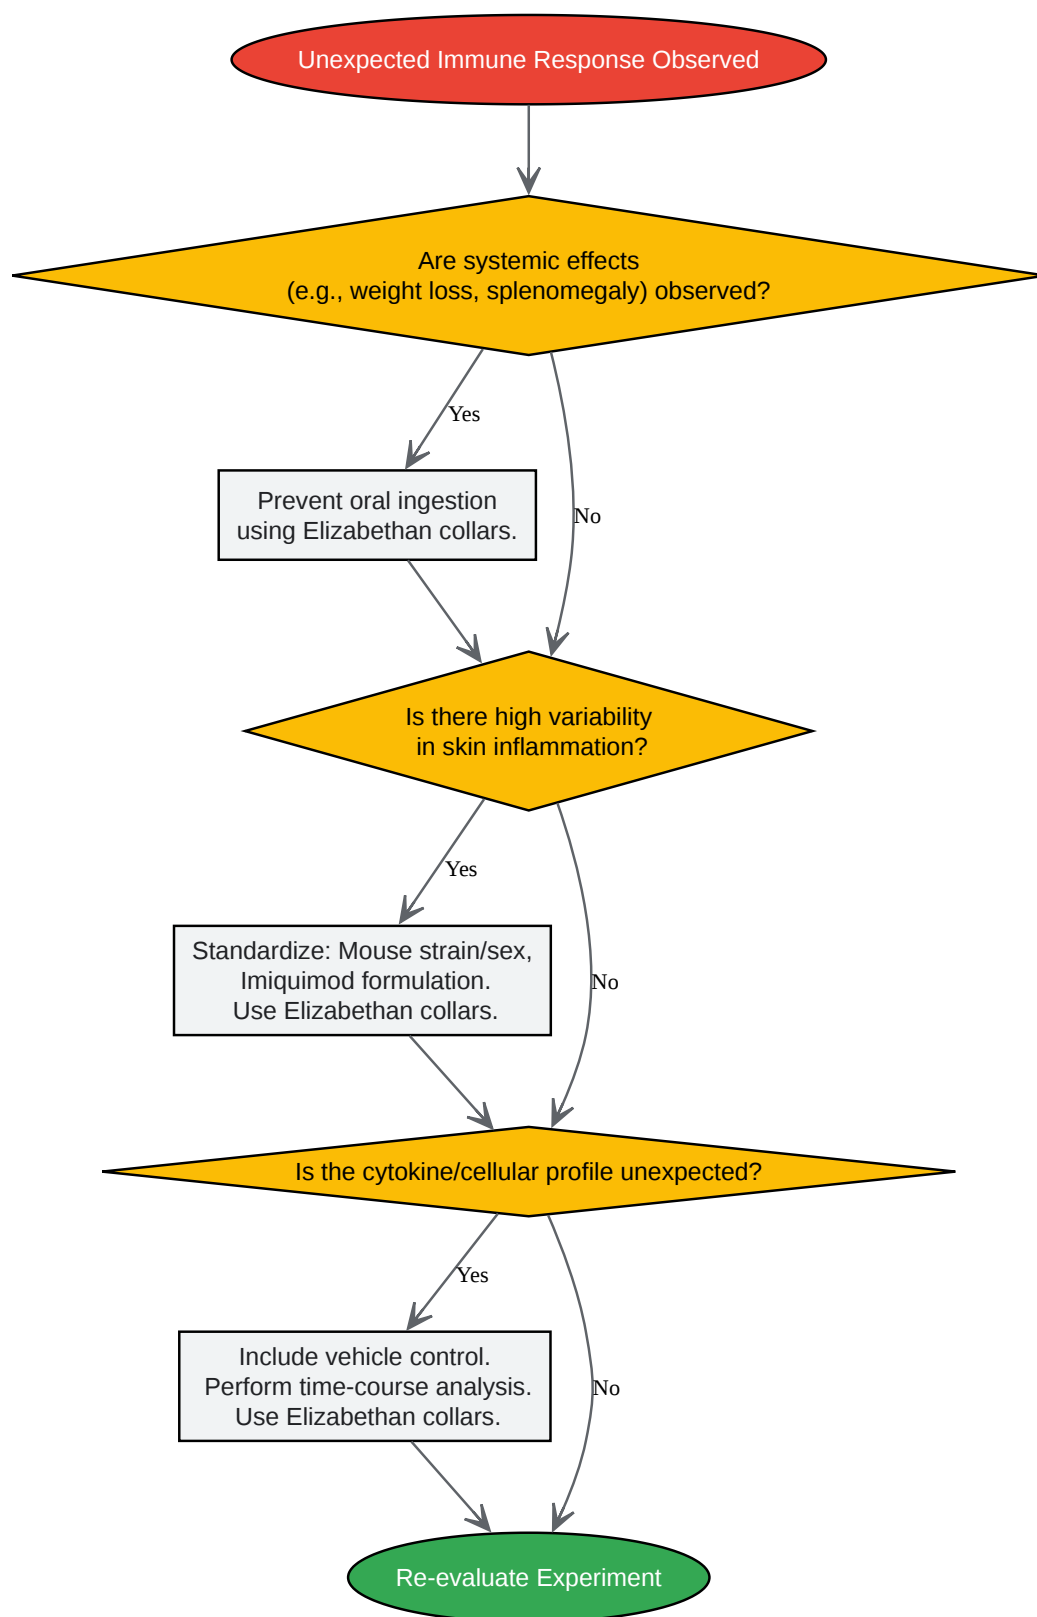 Unexpected Immune Response Observed
Are systemic effects
(e.g., weight loss, splenomegaly) observed?
Yes
Prevent oral ingestion
using Elizabethan collars.
No
Is there high variability
in skin inflammation?
Yes
Standardize: Mouse strain/sex,
Imiquimod formulation.
Use Elizabethan collars.
No
Is the cytokine/cellular profile unexpected?
Yes
Include vehicle control.
Perform time-course analysis.
Use Elizabethan collars.
No
Re-evaluate Experiment